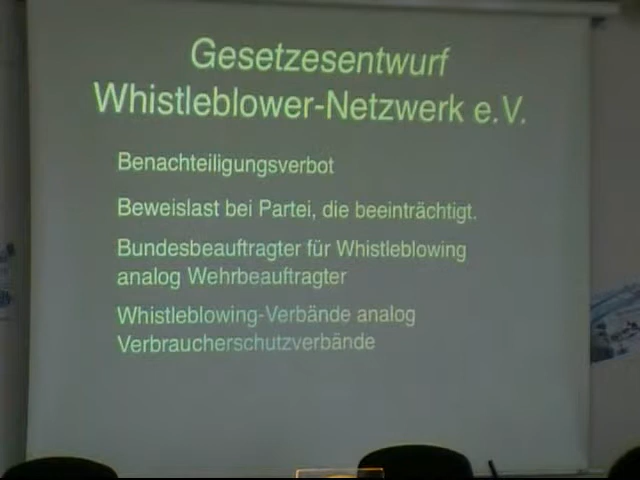 Gesetzesentwurf
Whistleblower-Netzwerk e.V.
Benachteiligungsverbot
Beweislast bei Partei, die beeinträchtigt.
Bundesbeauftragter für Whistleblowing
analog Wehrbeauftragter
Whistleblowing-Verbände analog
Verbraucherschutzverbände